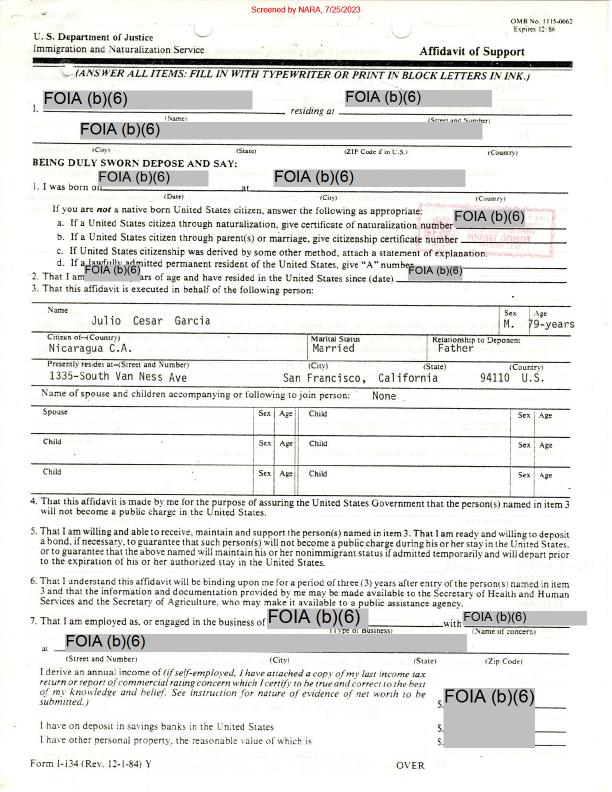 Screened by NARA, 7/25/2023
OMB No. 1115-0062
Expires 12/86
U. S. Department of Justice
Immigration and Naturalization Service
Affidavit of Support
(ANSWER ALL ITEMS: FILL IN WITH TYPEWRITER OR PRINT IN BLOCK LETTERS IN INK.)
I, FOIA (b)(6) residing at FOIA (b)(6)
(Name) (Street and Number)
FOIA (b)(6)
(City) (State) (ZIP Code if in U.S.) (Country)
BEING DULY SWORN DEPOSE AND SAY:
1. I was born on FOIA (b)(6) at FOIA (b)(6)
(Date) (City) (Country)
If you are not a native born United States citizen, answer the following as appropriate:
a. If a United States citizen through naturalization, give certificate of naturalization number FOIA (b)(6)
b. If a United States citizen through parent(s) or marriage, give citizenship certificate number
c. If United States citizenship was derived by some other method, attach a statement of explanation.
d. If a lawfully admitted permanent resident of the United States, give "A" number
2. That I am FOIA (b)(6) years of age and have resided in the United States since (date) FOIA (b)(6)
3. That this affidavit is executed in behalf of the following person:
Name Sex Age
Julio Cesar Garcia M. 79-years
Citizen of-(Country) Marital Status Relationship to Deponent
Nicaragua C.A. Married Father
Presently resides at-(Street and Number) (City) (State) (Country)
1335-South Van Ness Ave San Francisco, California 94110 U.S.
Name of spouse and children accompanying or following to join person: None
Spouse Sex Age Child Sex Age
Child Sex Age Child Sex Age
Child Sex Age Child Sex Age
4. That this affidavit is made by me for the purpose of assuring the United States Government that the person(s) named in item 3
will not become a public charge in the United States.
5. That I am willing and able to receive, maintain and support the person(s) named in item 3. That I am ready and willing to deposit
a bond, if necessary, to guarantee that such person(s) will not become a public charge during his or her stay in the United States,
or to guarantee that the above named will maintain his or her nonimmigrant status if admitted temporarily and will depart prior
to the expiration of his or her authorized stay in the United States.
6. That I understand this affidavit will be binding upon me for a period of three (3) years after entry of the person(s) named in item
3 and that the information and documentation provided by me may be made available to the Secretary of Health and Human
Services and the Secretary of Agriculture, who may make it available to a public assistance agency.
7. That I am employed as, or engaged in the business of FOIA (b)(6) with FOIA (b)(6)
(Type of Business) (Name of concern)
at FOIA (b)(6)
(Street and Number) (City) (State) (Zip Code)
I derive an annual income of (if self-employed, I have attached a copy of my last income tax
return or report of commercial rating concern which I certify to be true and correct to the best
of my knowledge and belief. See instruction for nature of evidence of net worth to be
submitted.) $ FOIA (b)(6)
I have on deposit in savings banks in the United States $
I have other personal property, the reasonable value of which is $
Form I-134 (Rev. 12-1-84) Y OVER